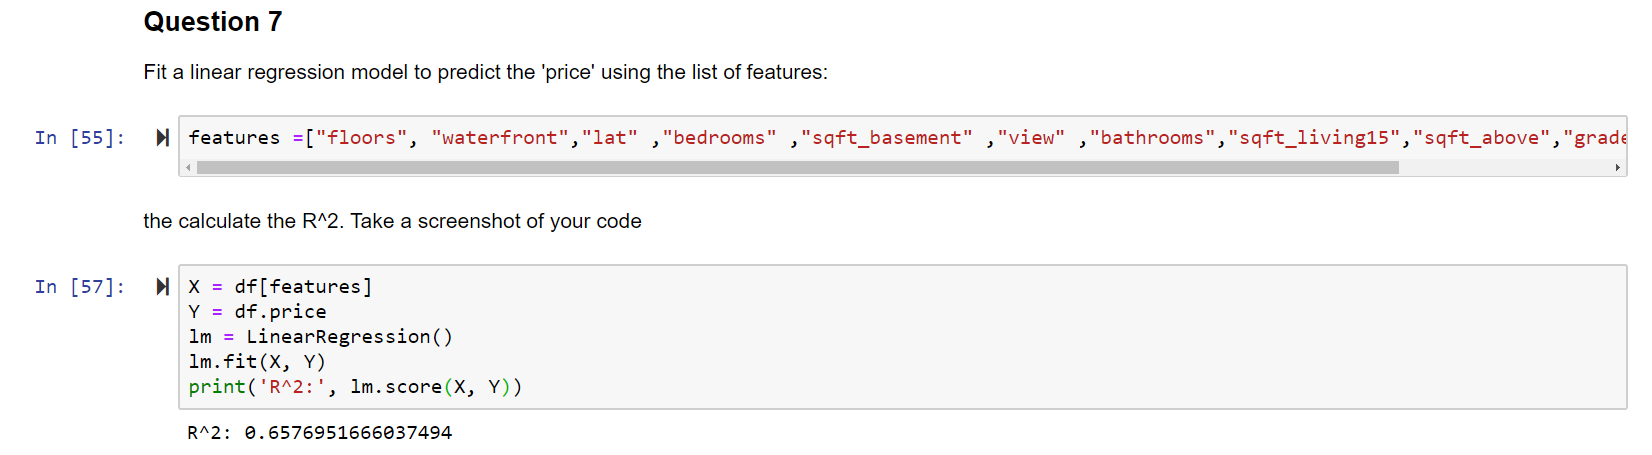 Question 7
Fit a linear regression model to predict the 'price' using the list of features:
In [55]:
features =["floors", "waterfront","lat" ,"bedrooms" ,"sqft_basement" ,"view" ,"bathrooms","sqft_living15","sqft_above","grade
the calculate the R^2. Take a screenshot of your code
In [57]:
X = df[features]
Y = df.price
lm = LinearRegression()
lm.fit(X, Y)
print('R^2:', lm.score(X, Y))
R^2: 0.6576951666037494